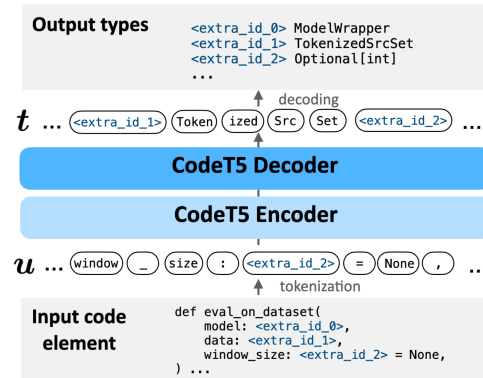 Output types
<extra_id_0> ModelWrapper
<extra_id_1> TokenizedSrcSet
<extra_id_2> Optional[int]
...
decoding
t ... <extra_id_1> Token ized Src Set <extra_id_2> ...
CodeT5 Decoder
CodeT5 Encoder
u ... window _ size : <extra_id_2> = None , ...
tokenization
Input code
element
def eval_on_dataset(
model: <extra_id_0>,
data: <extra_id_1>,
window_size: <extra_id_2> = None,
) ...